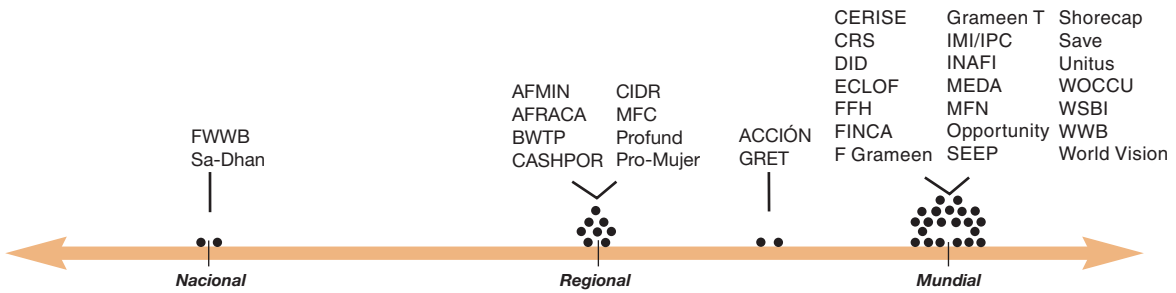 FWWB
Sa-Dhan
AFMIN
AFRACA
BWTP
CASHPOR
CIDR
MFC
Profund
Pro-Mujer
ACCIÓN
GRET
CERISE
CRS
DID
ECLOF
FFH
FINCA
F Grameen
Grameen T
IMI/IPC
INAFI
MEDA
MFN
Opportunity
SEEP
Shorecap
Save
Unitus
WOCCU
WSBI
WWB
World Vision
Nacional
Regional
Mundial